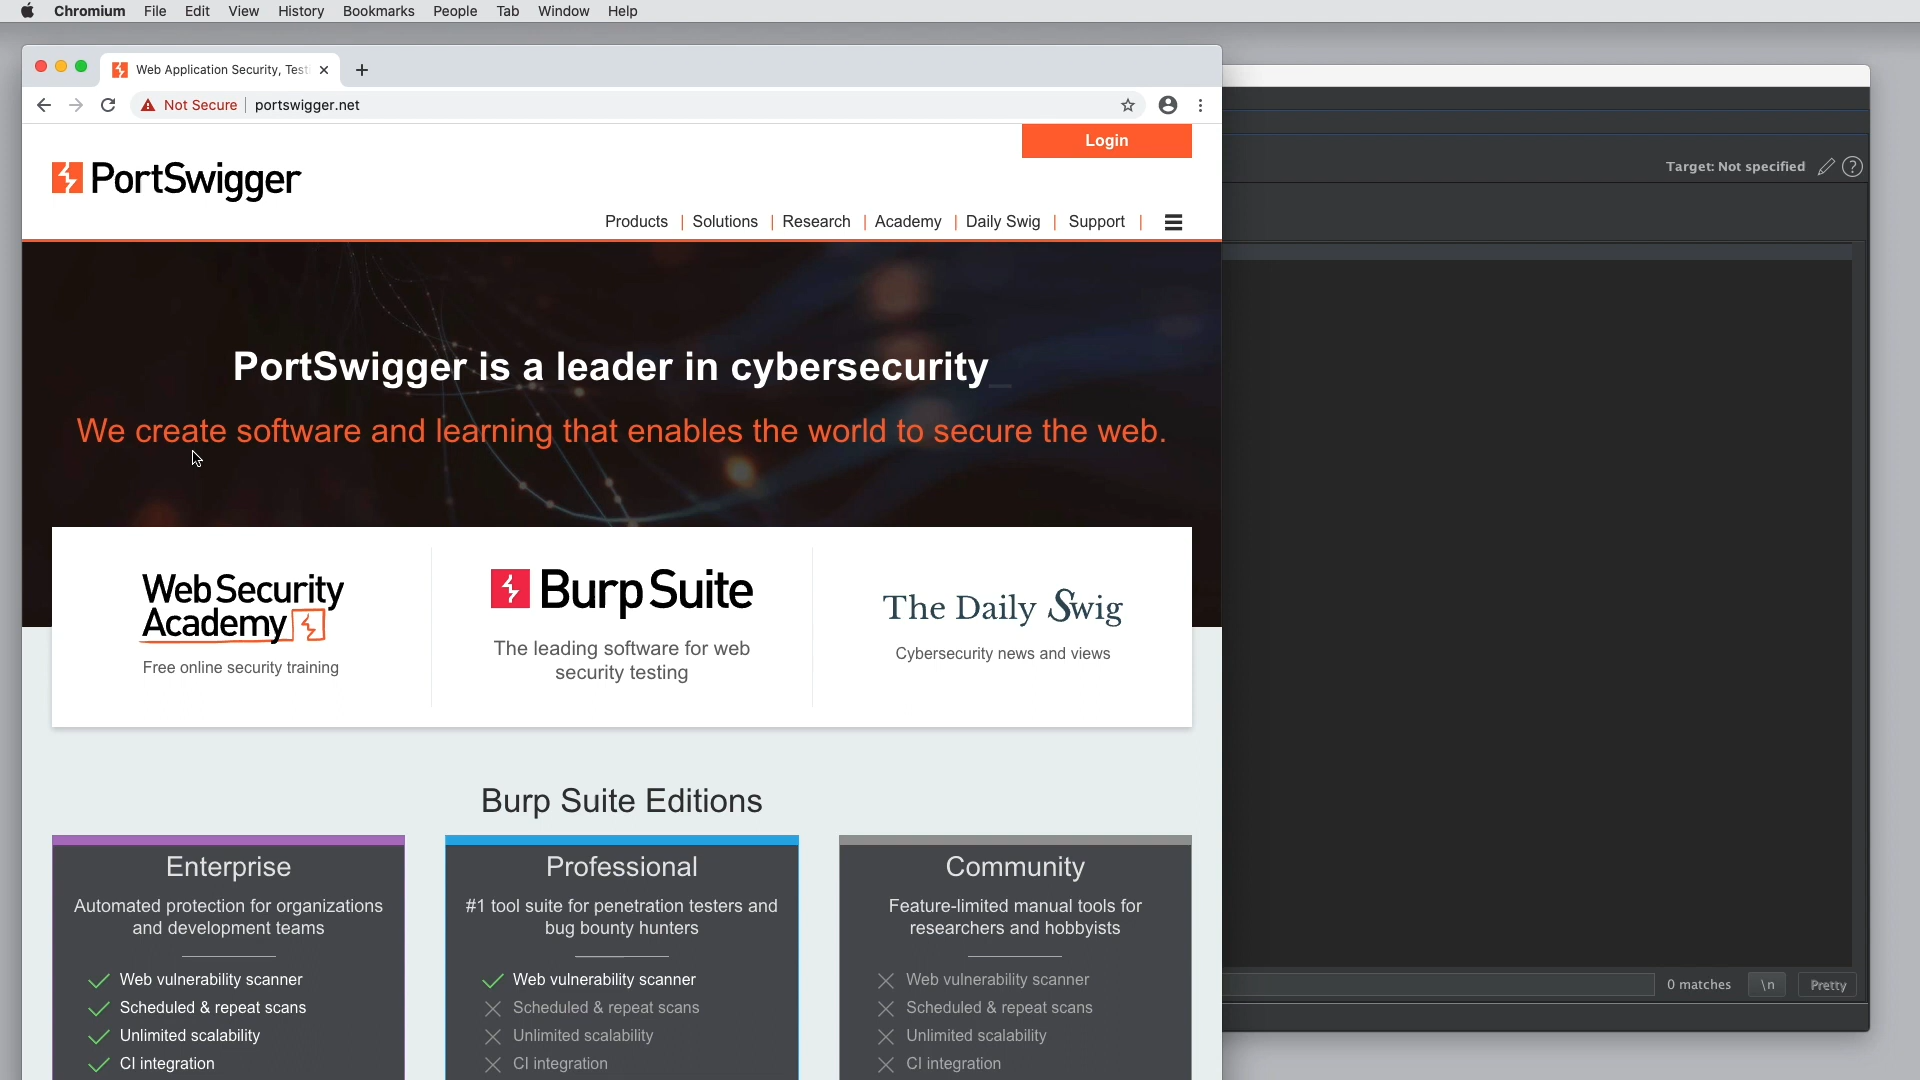 Chromium File Edit View History Bookmarks People Tab Window Help
Web Application Security, Test
Not Secure portswigger.net
Login
PortSwigger
Products | Solutions | Research | Academy | Daily Swig | Support |
Target: Not specified
PortSwigger is a leader in cybersecurity_
We create software and learning that enables the world to secure the web.
Web Security
Academy
Free online security training
Burp Suite
The leading software for web
security testing
The Daily Swig
Cybersecurity news and views
Burp Suite Editions
Enterprise
Automated protection for organizations
and development teams
Web vulnerability scanner
Scheduled & repeat scans
Unlimited scalability
CI integration
Professional
#1 tool suite for penetration testers and
bug bounty hunters
Web vulnerability scanner
Scheduled & repeat scans
Unlimited scalability
CI integration
Community
Feature-limited manual tools for
researchers and hobbyists
Web vulnerability scanner
Scheduled & repeat scans
Unlimited scalability
CI integration
0 matches \n Pretty